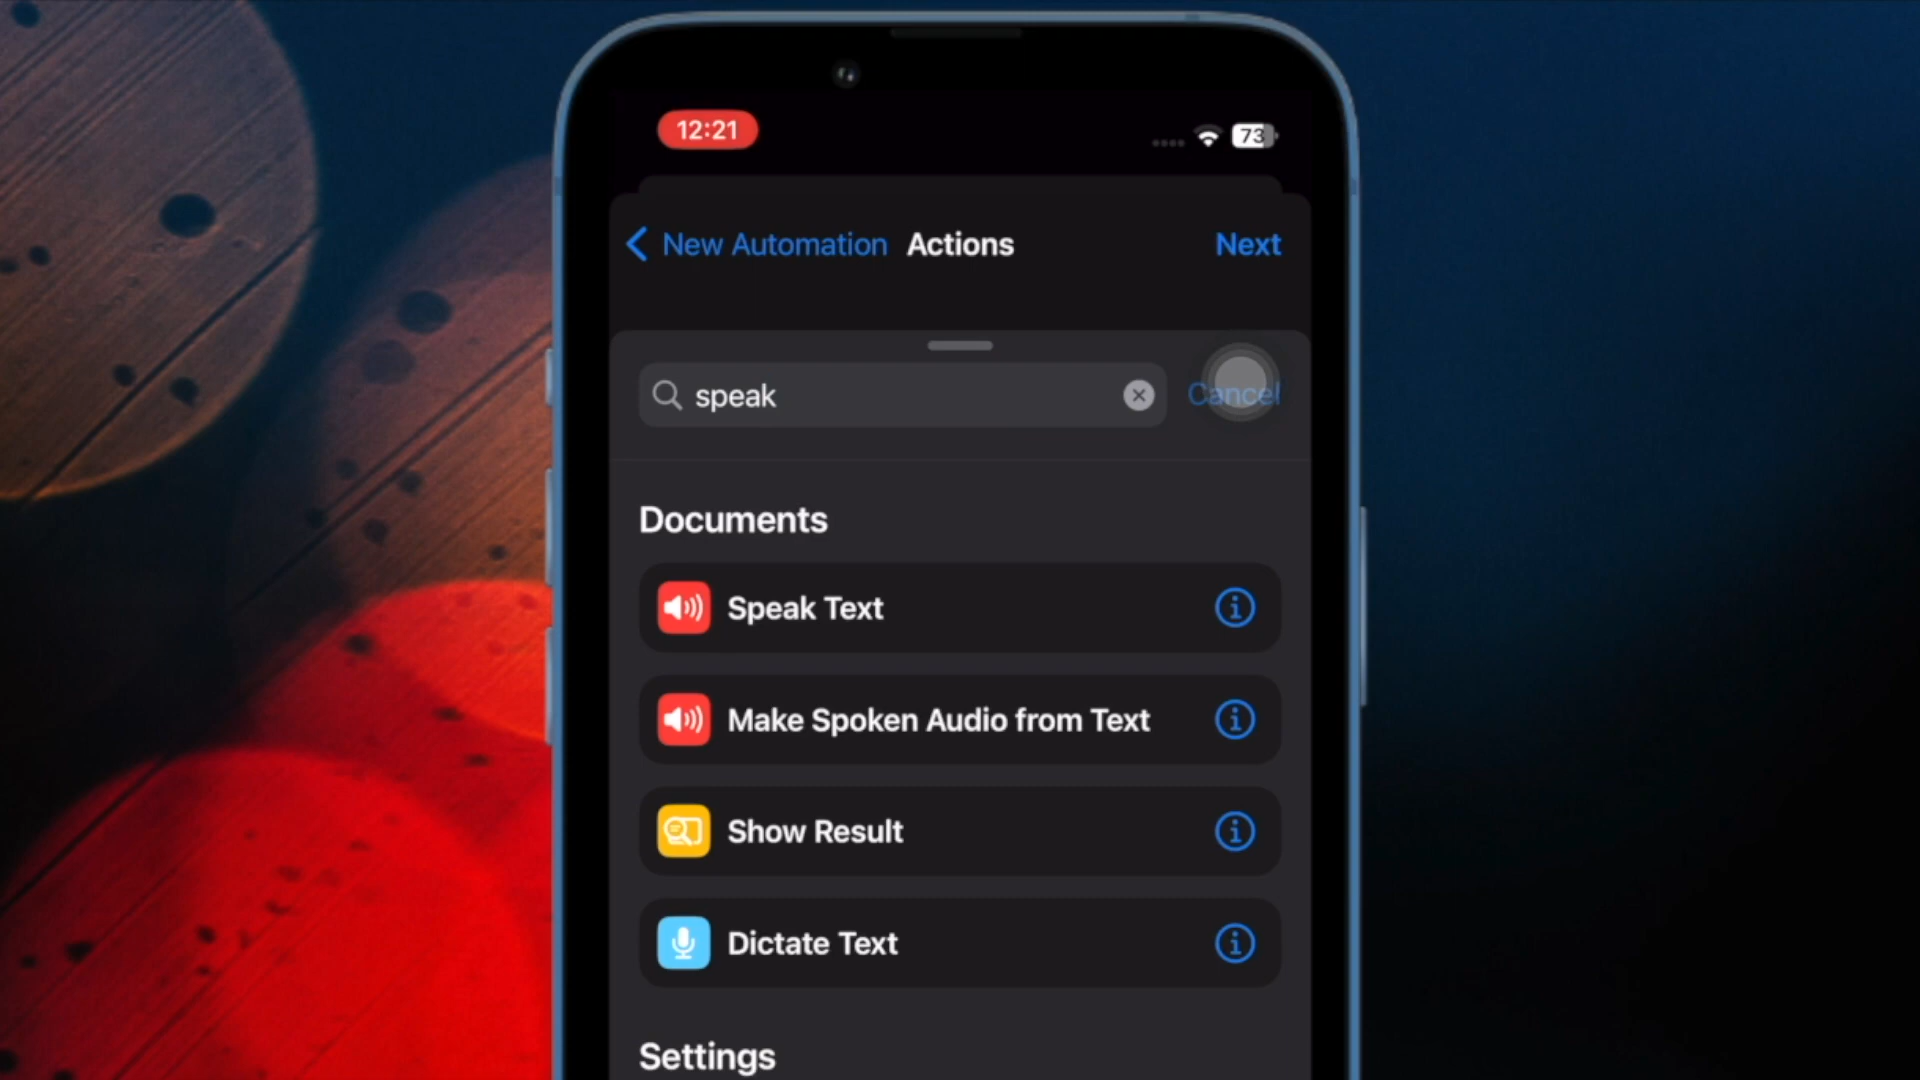 12:21
73
New Automation Actions Next
speak
Cancel
Documents
Speak Text
Make Spoken Audio from Text
Show Result
Dictate Text
Settings